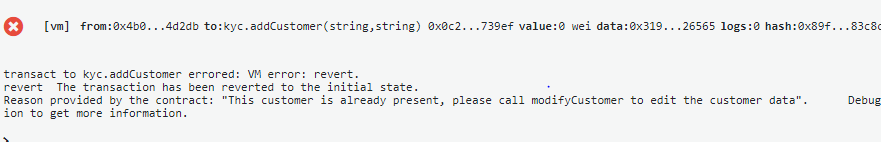 [vm] from:0x4b0...4d2db to:kyc.addCustomer(string,string) 0x0c2...739ef value:0 wei data:0x319...26565 logs:0 hash:0x89f...83c8c
transact to kyc.addCustomer errored: VM error: revert.
revert The transaction has been reverted to the initial state.
Reason provided by the contract: "This customer is already present, please call modifyCustomer to edit the customer data". Debug
ion to get more information.